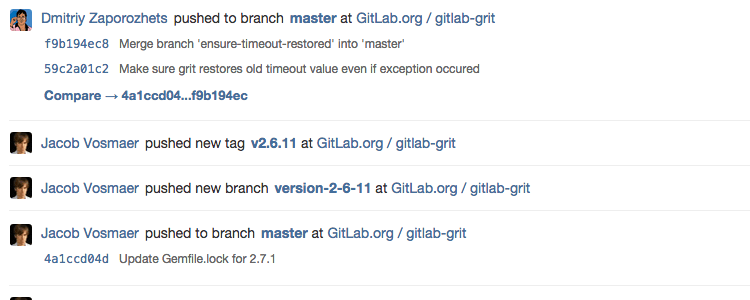 Dmitriy Zaporozhets pushed to branch master at GitLab.org / gitlab-grit
f9b194ec8 Merge branch 'ensure-timeout-restored' into 'master'
59c2a01c2 Make sure grit restores old timeout value even if exception occured
Compare → 4a1ccd04...f9b194ec
Jacob Vosmaer pushed new tag v2.6.11 at GitLab.org / gitlab-grit
Jacob Vosmaer pushed new branch version-2-6-11 at GitLab.org / gitlab-grit
Jacob Vosmaer pushed to branch master at GitLab.org / gitlab-grit
4a1ccd04d Update Gemfile.lock for 2.7.1